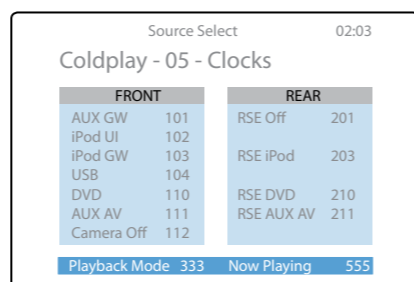 Source Select 02:03
Coldplay - 05 - Clocks
FRONT REAR
AUX GW 101 RSE Off 201
iPod UI 102
iPod GW 103 RSE iPod 203
USB 104
DVD 110 RSE DVD 210
AUX AV 111 RSE AUX AV 211
Camera Off 112
Playback Mode 333 Now Playing 555